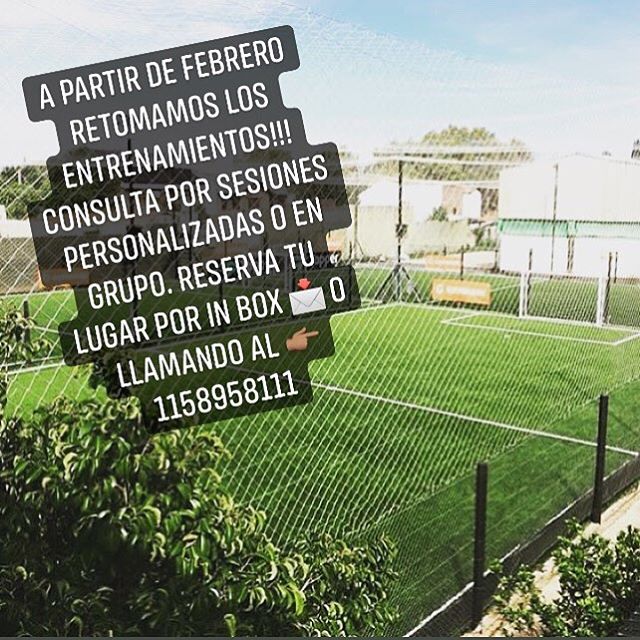 A PARTIR DE FEBRERO
RETOMAMOS LOS
ENTRENAMIENTOS!!!
CONSULTA POR SESIONES
PERSONALIZADAS O EN
GRUPO. RESERVA TU
LUGAR POR IN BOX 📩 O
LLAMANDO AL 👉🏽
1158958111